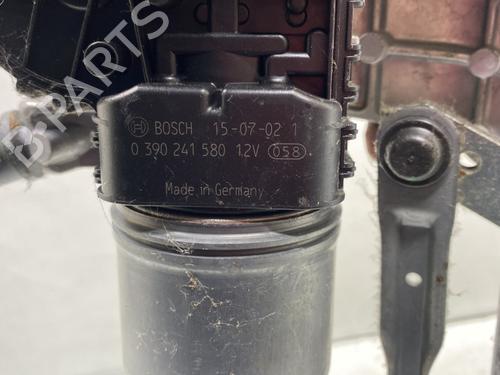 B-PARTS
BOSCH 15-07-02 1
0 390 241 580 12V 058
Made in Germany